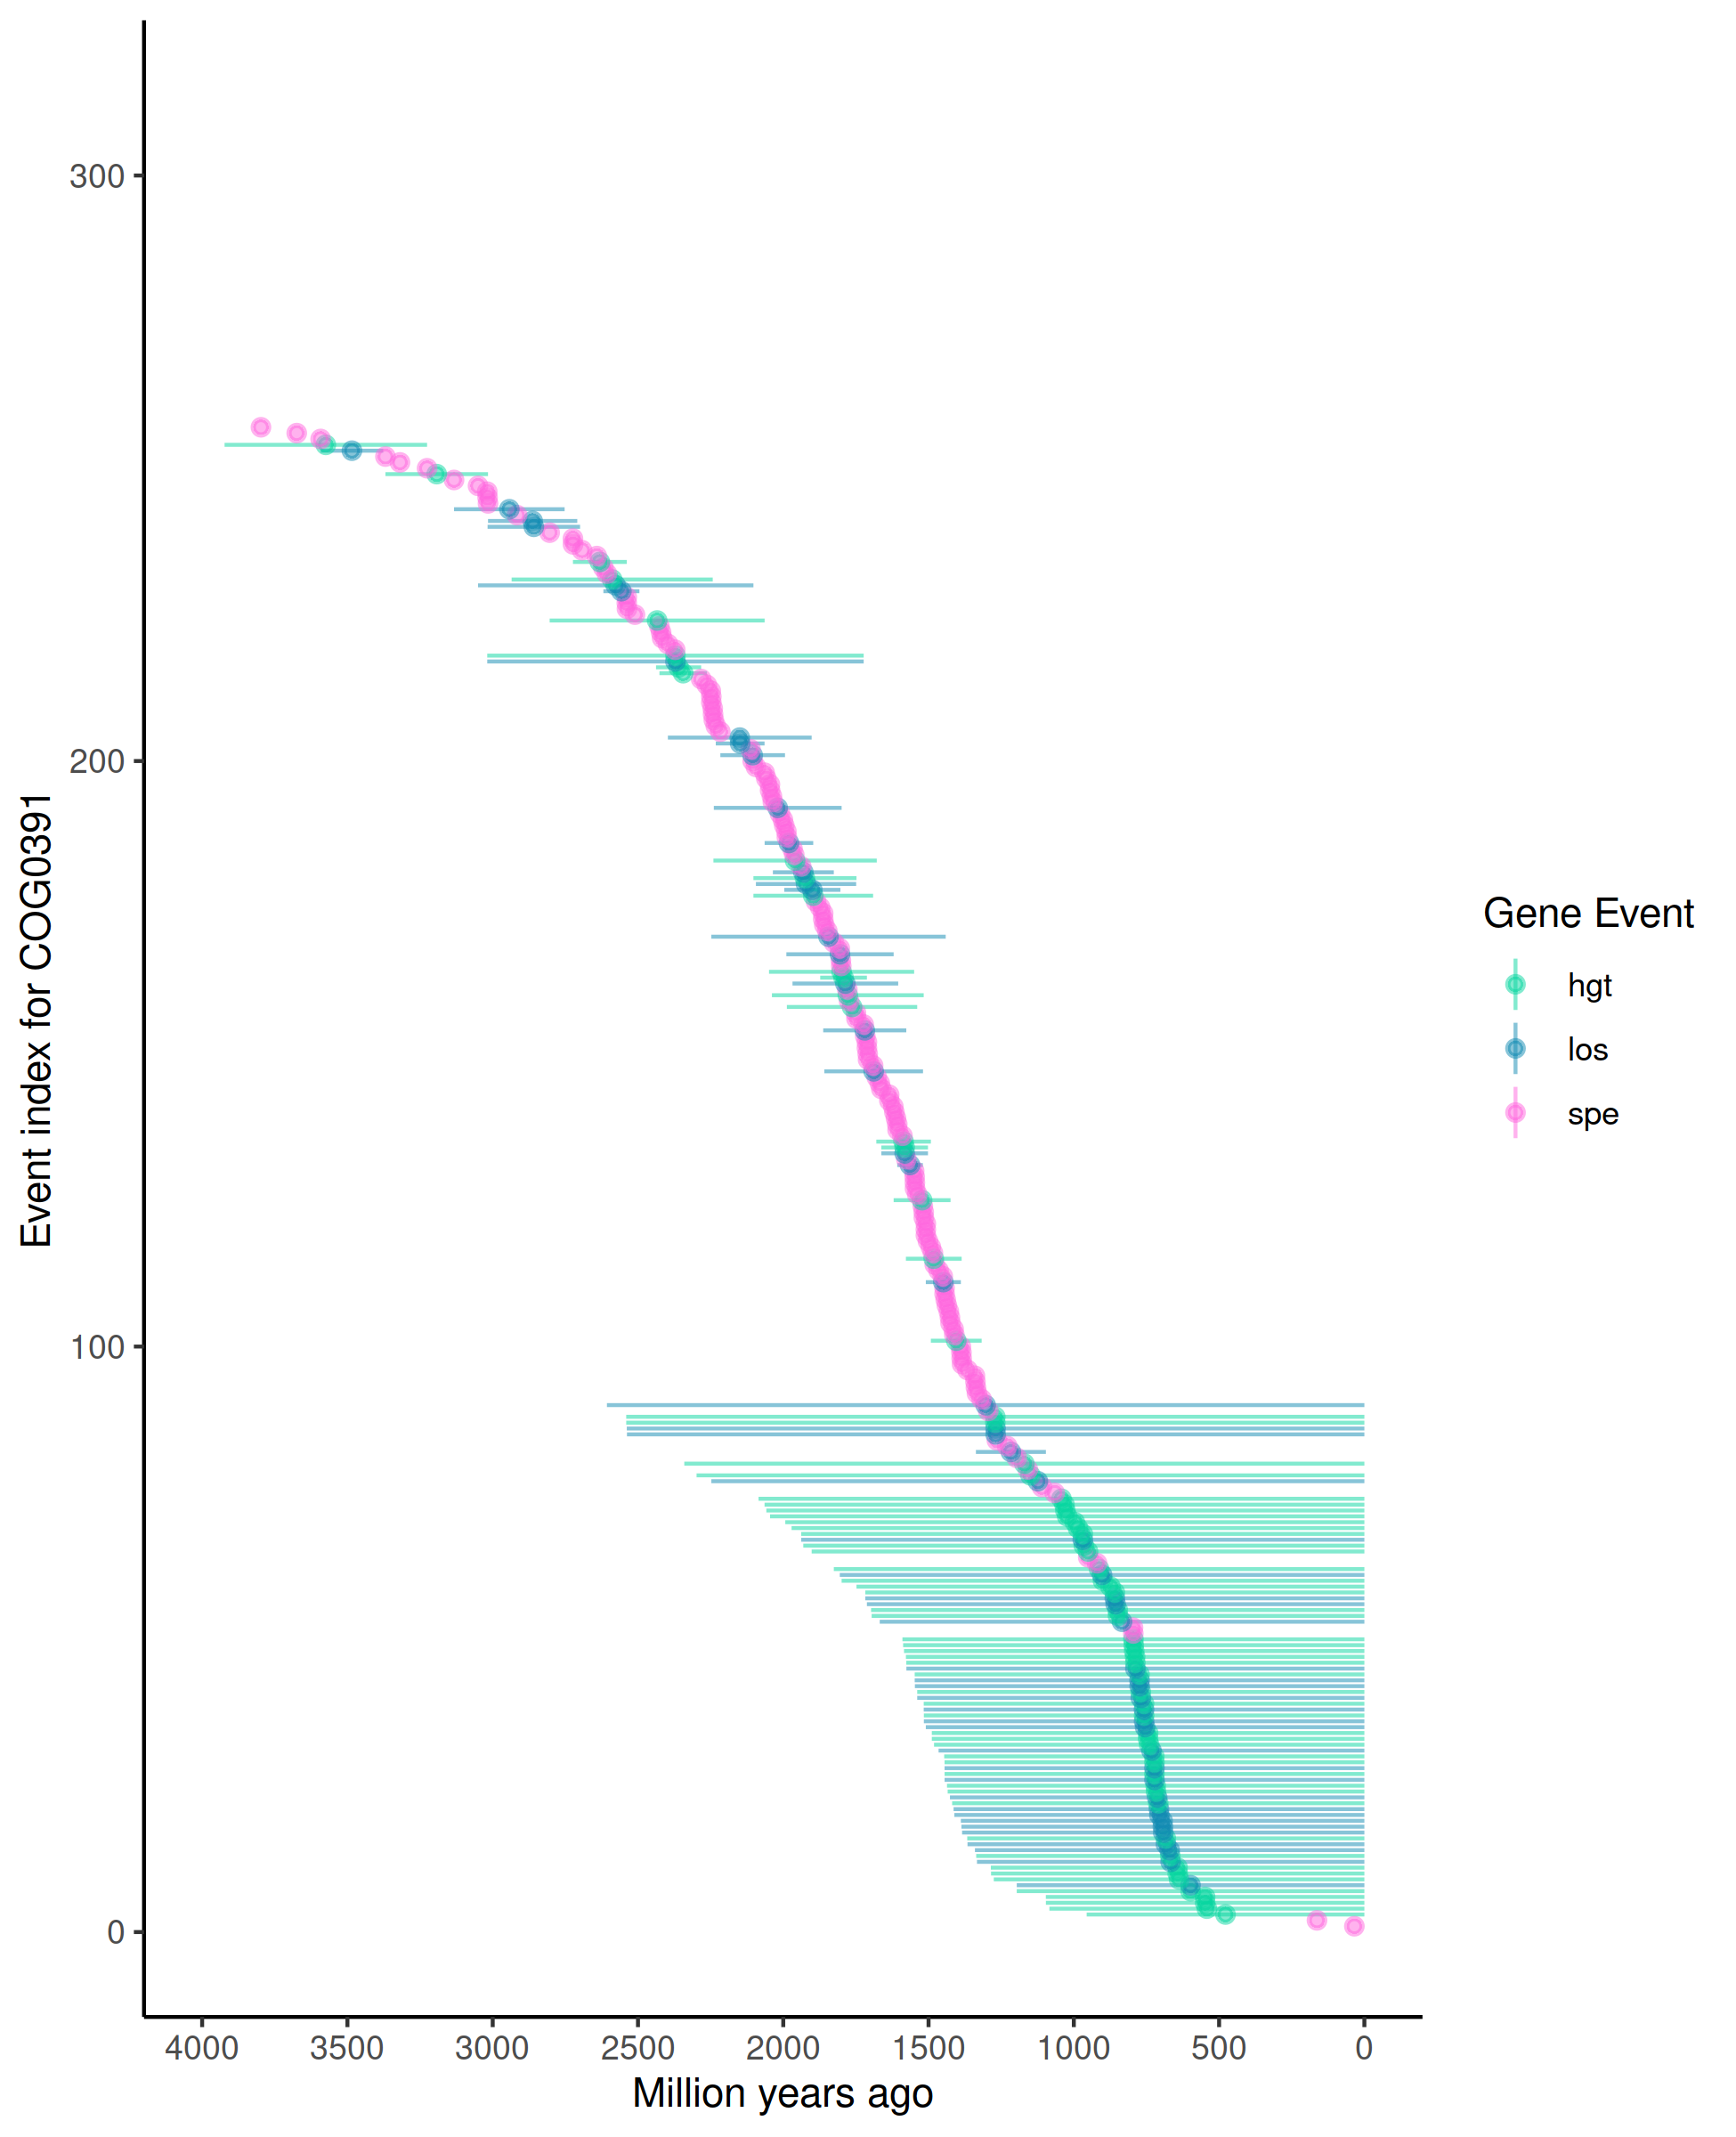 300
200
100
0
Event index for COG0391
4000 3500 3000 2500 2000 1500 1000 500 0
Million years ago
Gene Event
hgt
los
spe